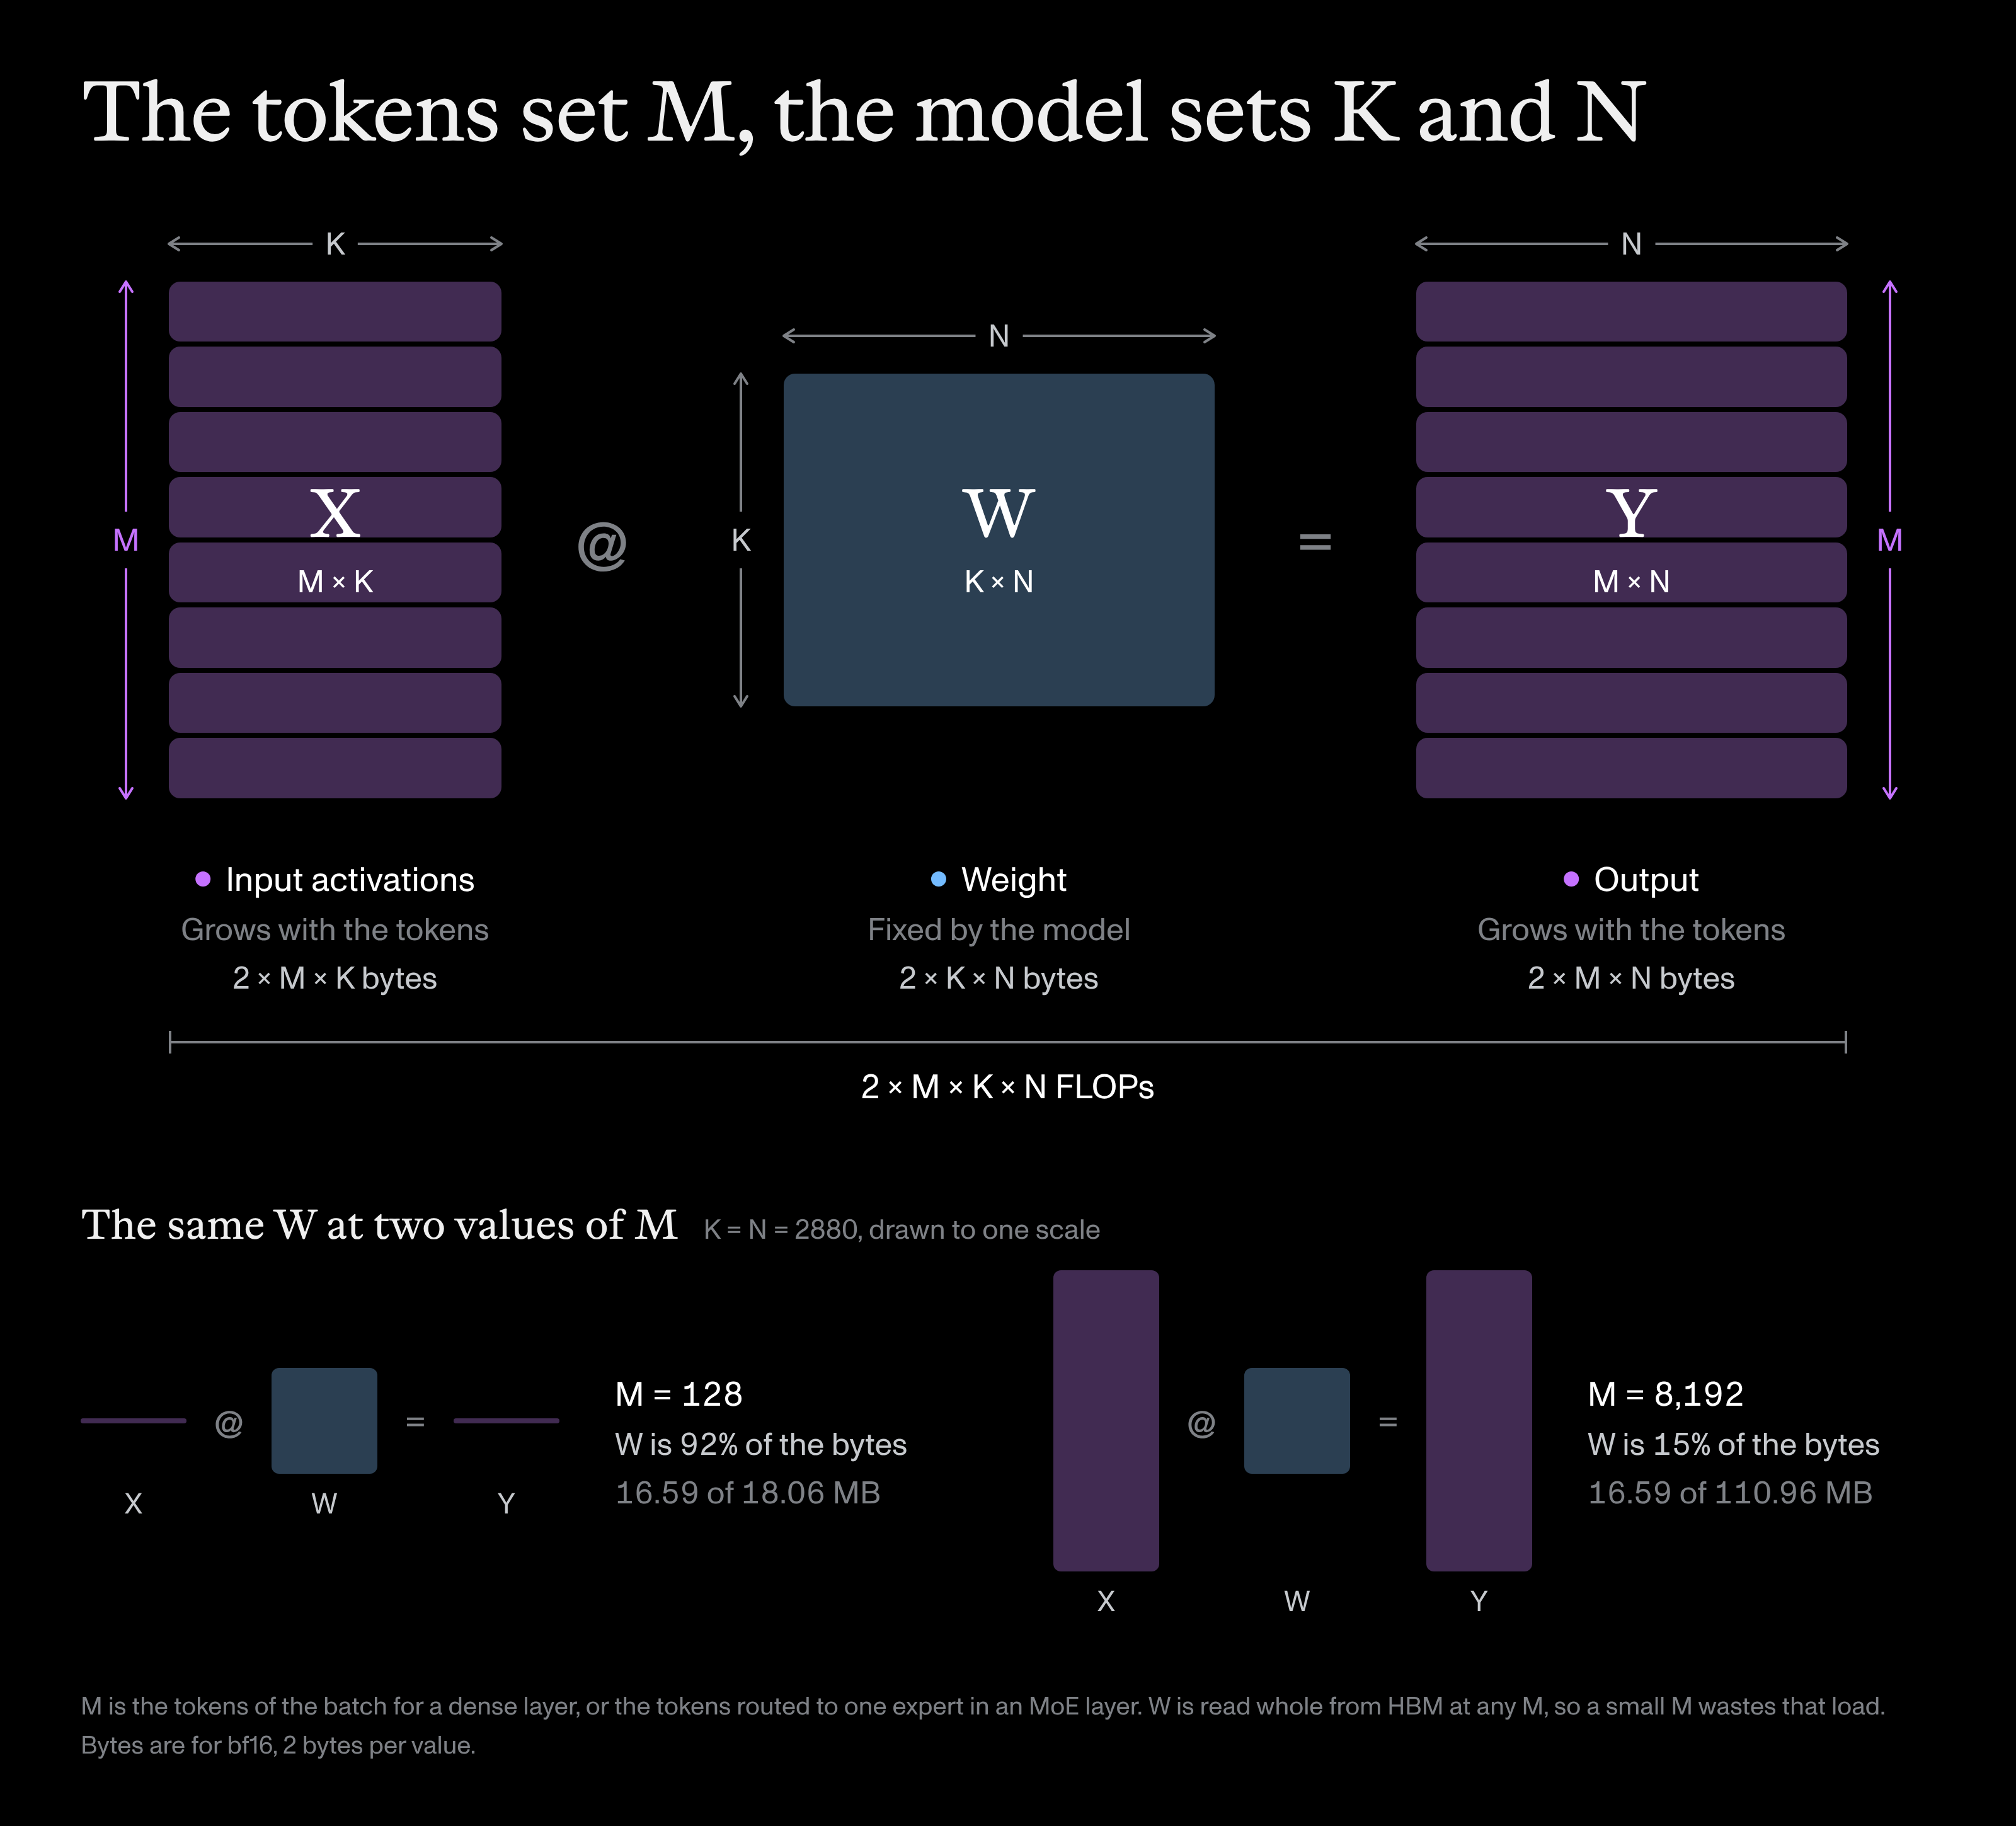 The tokens set M, the model sets K and N
K
N
N
M
X
M × K
@
K
W
K × N
=
Y
M × N
M
Input activations
Weight
Output
Grows with the tokens
Fixed by the model
Grows with the tokens
2 × M × K bytes
2 × K × N bytes
2 × M × N bytes
2 × M × K × N FLOPs
The same W at two values of M
K = N = 2880, drawn to one scale
@
=
X
W
Y
M = 128
W is 92% of the bytes
16.59 of 18.06 MB
@
=
X
W
Y
M = 8,192
W is 15% of the bytes
16.59 of 110.96 MB
M is the tokens of the batch for a dense layer, or the tokens routed to one expert in an MoE layer. W is read whole from HBM at any M, so a small M wastes that load.
Bytes are for bf16, 2 bytes per value.